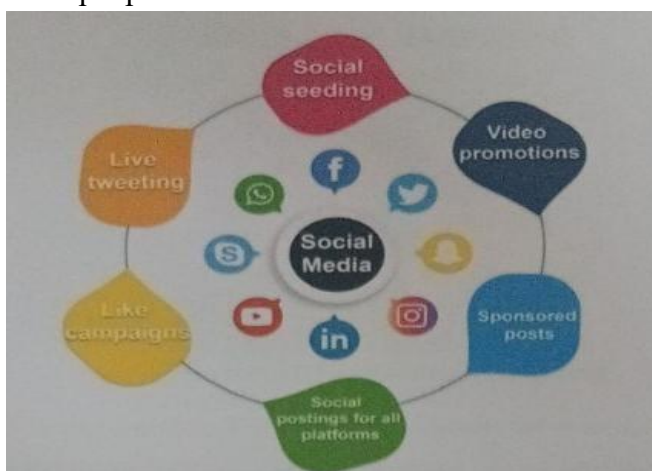 Social
seeding
Video
promotions
Live
tweeting
Social
Media
Like
campaigns
Sponsored
posts
Social
postings for all
platforms